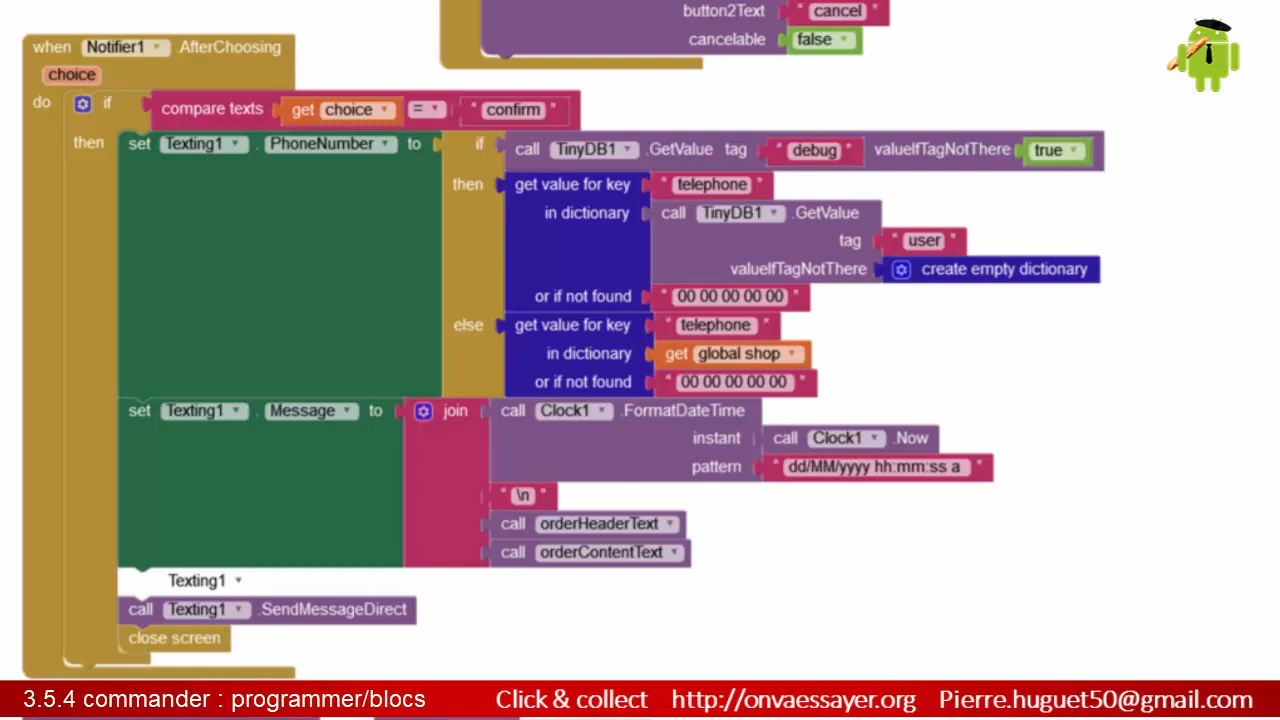 button2Text " cancel "
cancelable false
when Notifier1 .AfterChoosing
choice
do if compare texts get choice = " confirm "
then set Texting1 . PhoneNumber to if call TinyDB1 .GetValue tag " debug " valueIfTagNotThere true
then get value for key " telephone "
in dictionary call TinyDB1 .GetValue
tag " user "
valueIfTagNotThere create empty dictionary
or if not found " 00 00 00 00 00 "
else get value for key " telephone "
in dictionary get global shop
or if not found " 00 00 00 00 00 "
set Texting1 . Message to join call Clock1 .FormatDateTime
instant call Clock1 .Now
pattern " dd/MM/yyyy hh:mm:ss a "
" \n "
call orderHeaderText
call orderContentText
Texting1
call Texting1 .SendMessageDirect
close screen
3.5.4 commander : programmer/blocs Click & collect http://onvaessayer.org Pierre.huguet50@gmail.com